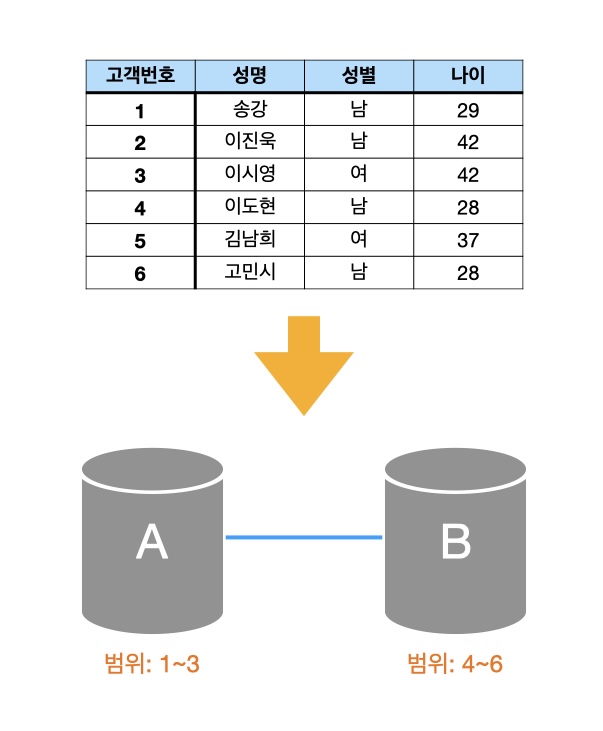 고객번호 성명 성별 나이
1 송강 남 29
2 이진욱 남 42
3 이시영 여 42
4 이도현 남 28
5 김남희 여 37
6 고민시 남 28
A B
범위: 1~3 범위: 4~6